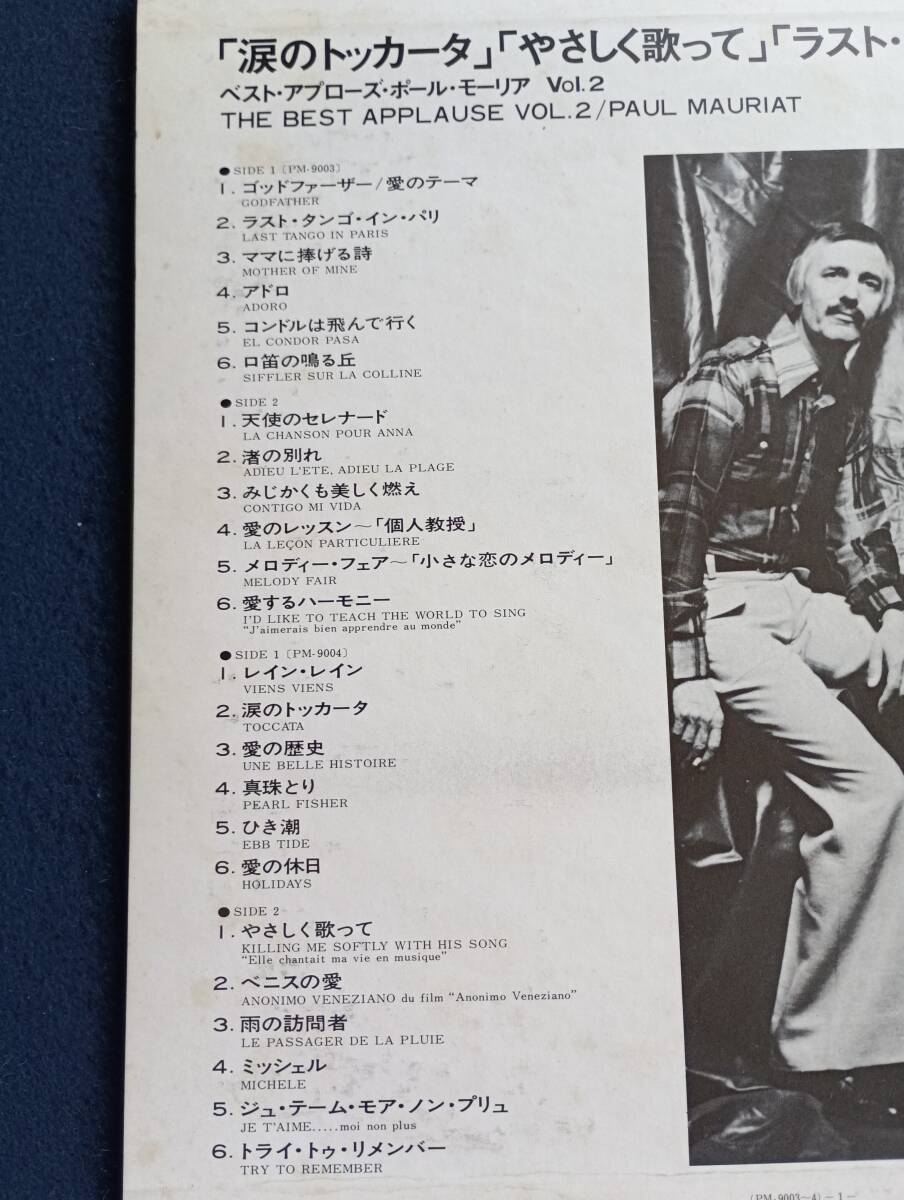 「涙のトッカータ」「やさしく歌って」「ラスト・
ベスト・アプローズ・ポール・モーリア Vol.2
THE BEST APPLAUSE VOL.2/PAUL MAURIAT
●SIDE 1〔PM-9003〕
1. ゴッドファーザー/愛のテーマ
GODFATHER
2. ラスト・タンゴ・イン・パリ
LAST TANGO IN PARIS
3. ママに捧げる詩
MOTHER OF MINE
4. アドロ
ADORO
5. コンドルは飛んで行く
EL CONDOR PASA
6. 口笛の鳴る丘
SIFFLER SUR LA COLLINE
●SIDE 2
1. 天使のセレナード
LA CHANSON POUR ANNA
2. 渚の別れ
ADIEU L'ETE, ADIEU LA PLAGE
3. みじかくも美しく燃え
CONTIGO MI VIDA
4. 愛のレッスン〜「個人教授」
LA LEÇON PARTICULIERE
5. メロディー・フェア〜「小さな恋のメロディー」
MELODY FAIR
6. 愛するハーモニー
I'D LIKE TO TEACH THE WORLD TO SING
"J'aimerais bien apprendre au monde"
●SIDE 1〔PM-9004〕
1. レイン・レイン
VIENS VIENS
2. 涙のトッカータ
TOCCATA
3. 愛の歴史
UNE BELLE HISTOIRE
4. 真珠とり
PEARL FISHER
5. ひき潮
EBB TIDE
6. 愛の休日
HOLIDAYS
●SIDE 2
1. やさしく歌って
KILLING ME SOFTLY WITH HIS SONG
"Elle chantait ma vie en musique"
2. ベニスの愛
ANONIMO VENEZIANO du film "Anonimo Veneziano"
3. 雨の訪問者
LE PASSAGER DE LA PLUIE
4. ミッシェル
MICHELE
5. ジュ・テーム・モア・ノン・プリュ
JE T'AIME.....moi non plus
6. トライ・トゥ・リメンバー
TRY TO REMEMBER
(PM-9003~4)-1-